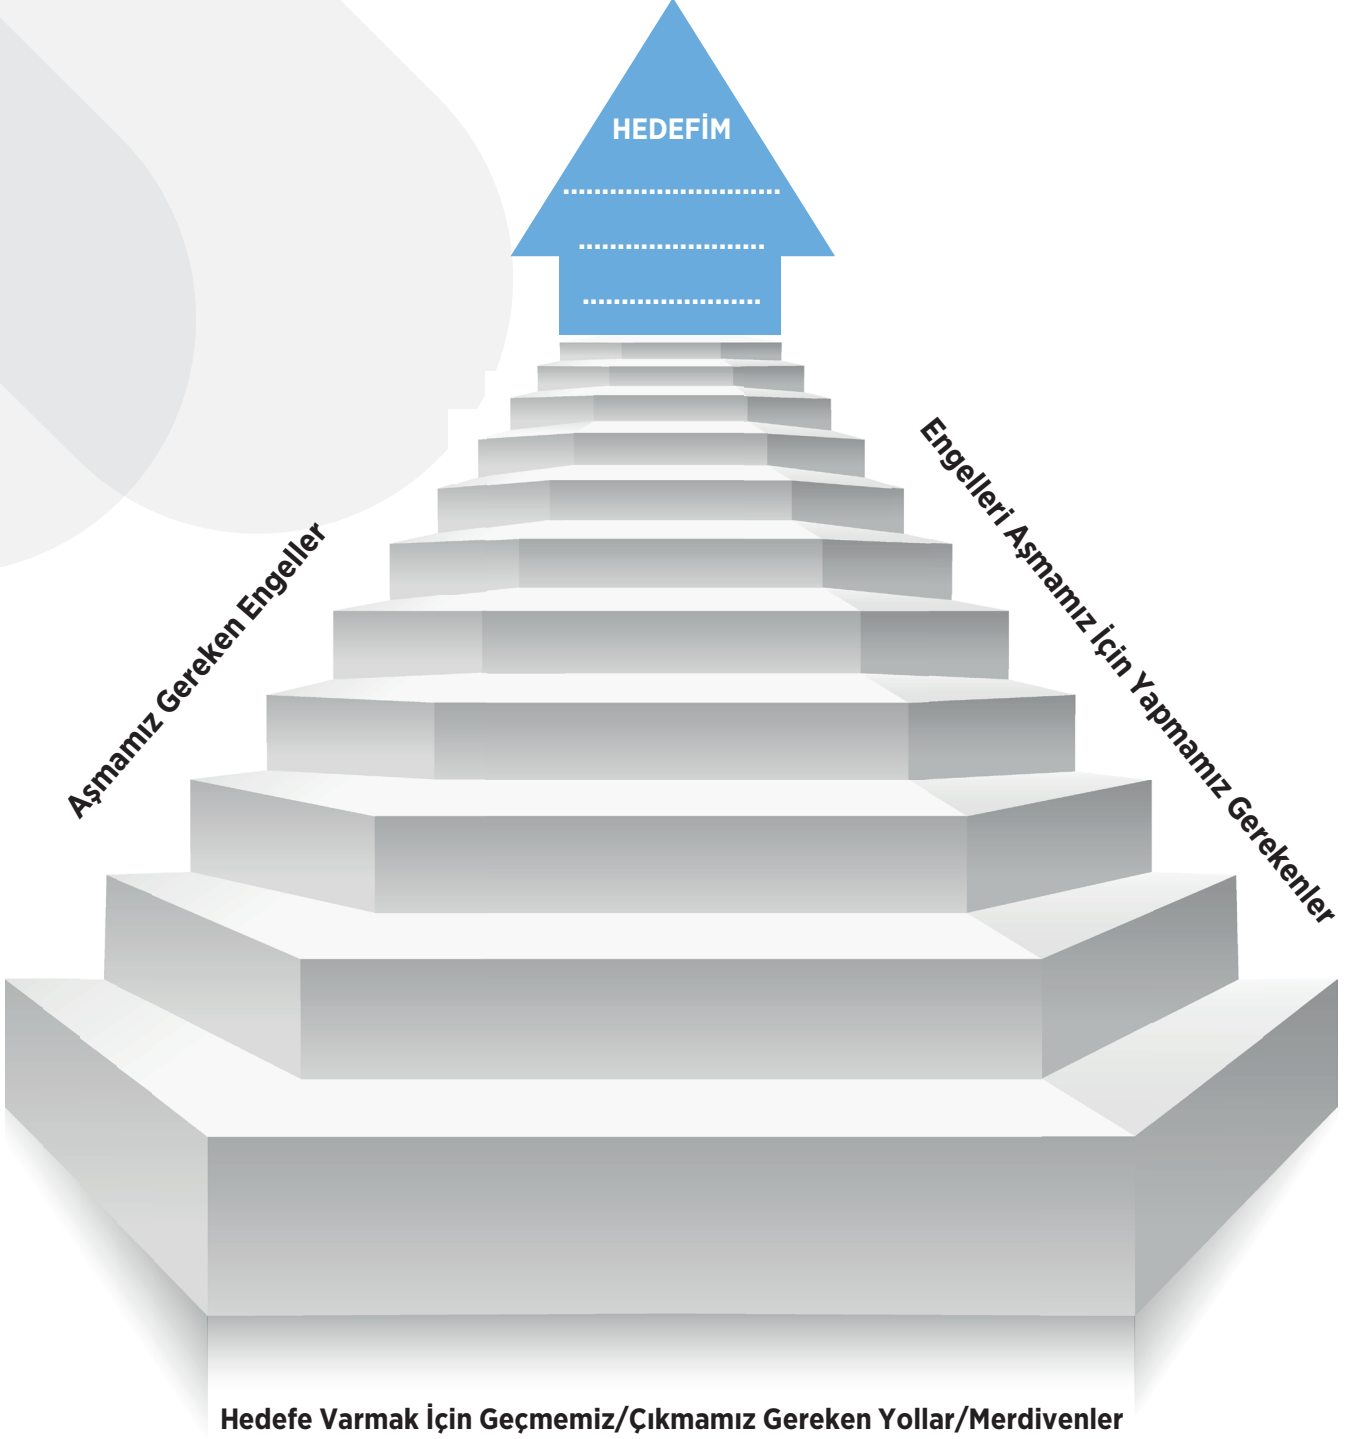 HEDEFİM
............................
........................
.......................
Aşmamız Gereken Engeller
Engelleri Aşmamız İçin Yapmamız Gerekenler
Hedefe Varmak İçin Geçmemiz/Çıkmamız Gereken Yollar/Merdivenler